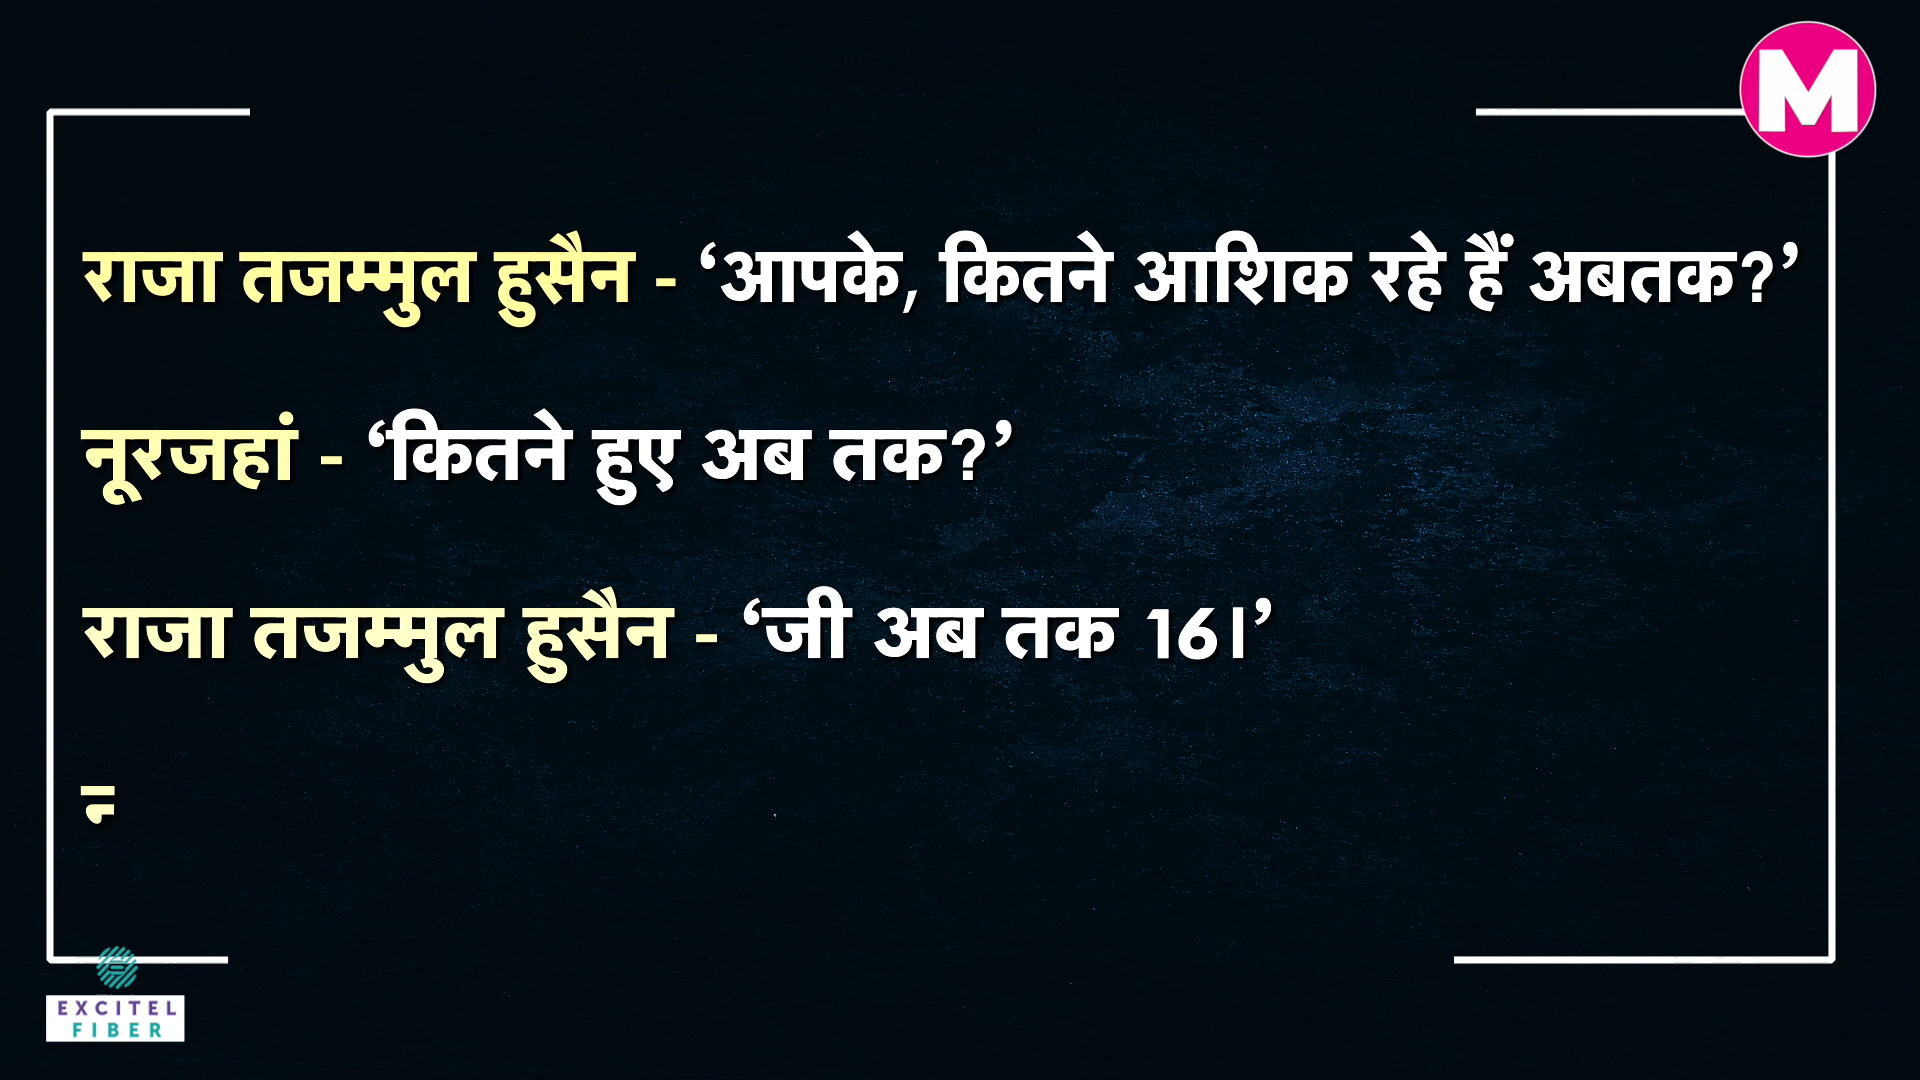 M
राजा तजम्मुल हुसैन - ‘आपके, कितने आशिक रहे हैं अबतक?’
नूरजहां - ‘कितने हुए अब तक?’
राजा तजम्मुल हुसैन - ‘जी अब तक 16।’
EXCITEL
FIBER